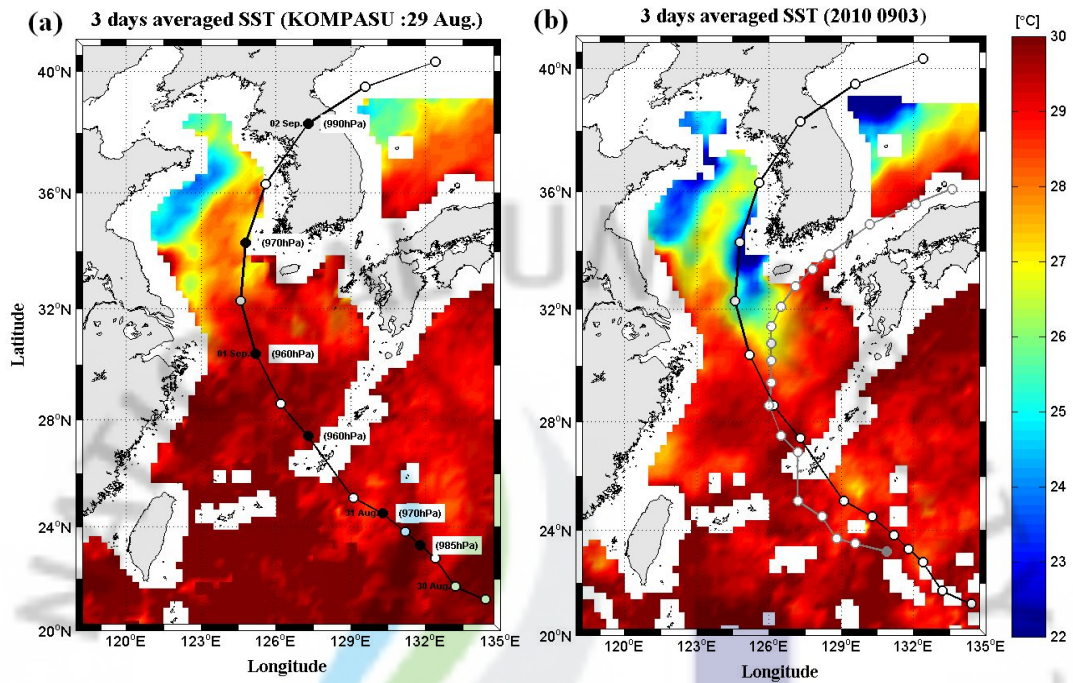 (a) 3 days averaged SST (KOMPASU :29 Aug.)
40°N
36°N
32°N
28°N
24°N
20°N
120°E 123°E 126°E 129°E 132°E 135°E
Latitude
Longitude
02 Sep. (990hPa)
(970hPa)
01 Sep. (960hPa)
(960hPa)
31 Aug. (970hPa)
(985hPa)
30 Aug.
(b) 3 days averaged SST (2010 0903)
40°N
36°N
32°N
28°N
24°N
20°N
120°E 123°E 126°E 129°E 132°E 135°E
Longitude
[°C]
30
29
28
27
26
25
24
23
22